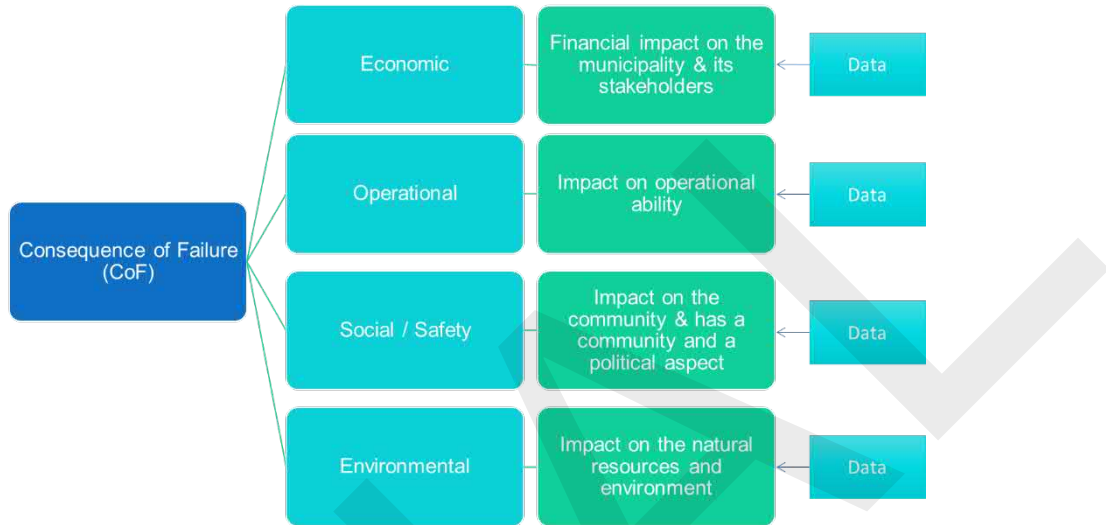 Economic
Financial impact on the
municipality & its
stakeholders
Data
Operational
Impact on operational
ability
Data
Consequence of Failure
(CoF)
Social / Safety
Impact on the
community & has a
community and a
political aspect
Data
Environmental
Impact on the natural
resources and
environment
Data